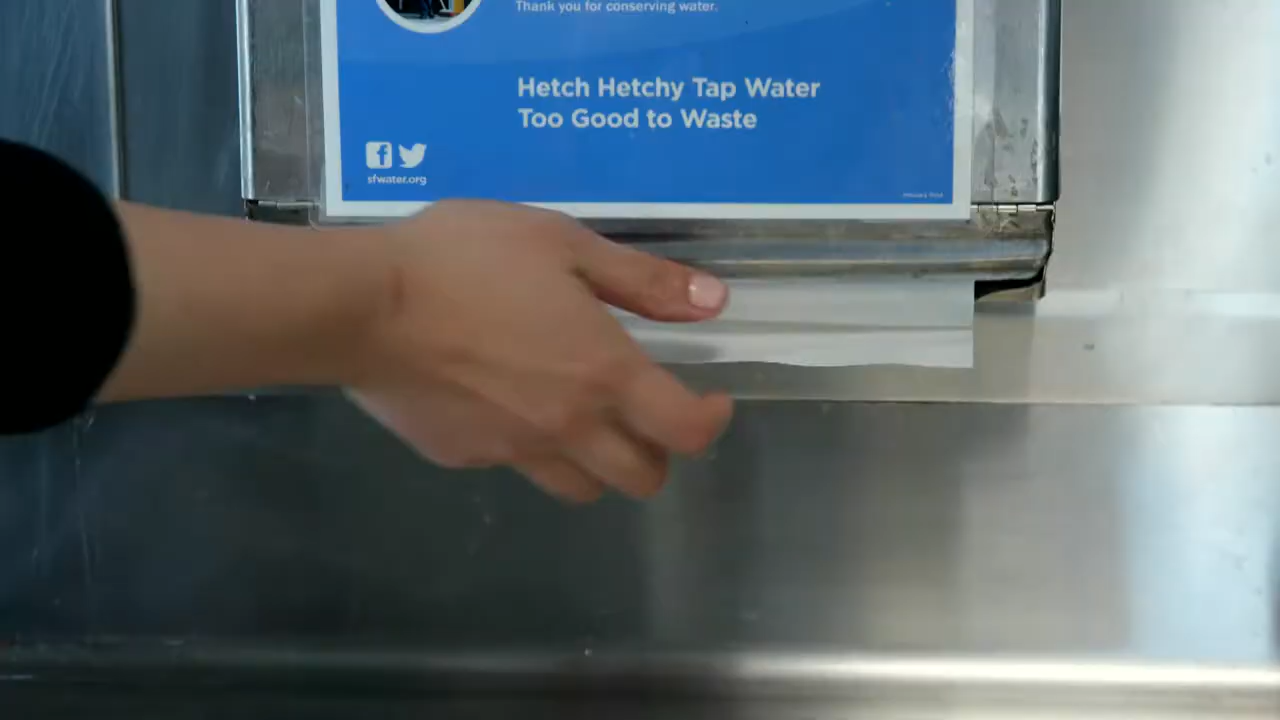 Thank you for conserving water.
Hetch Hetchy Tap Water
Too Good to Waste
f
sfwater.org